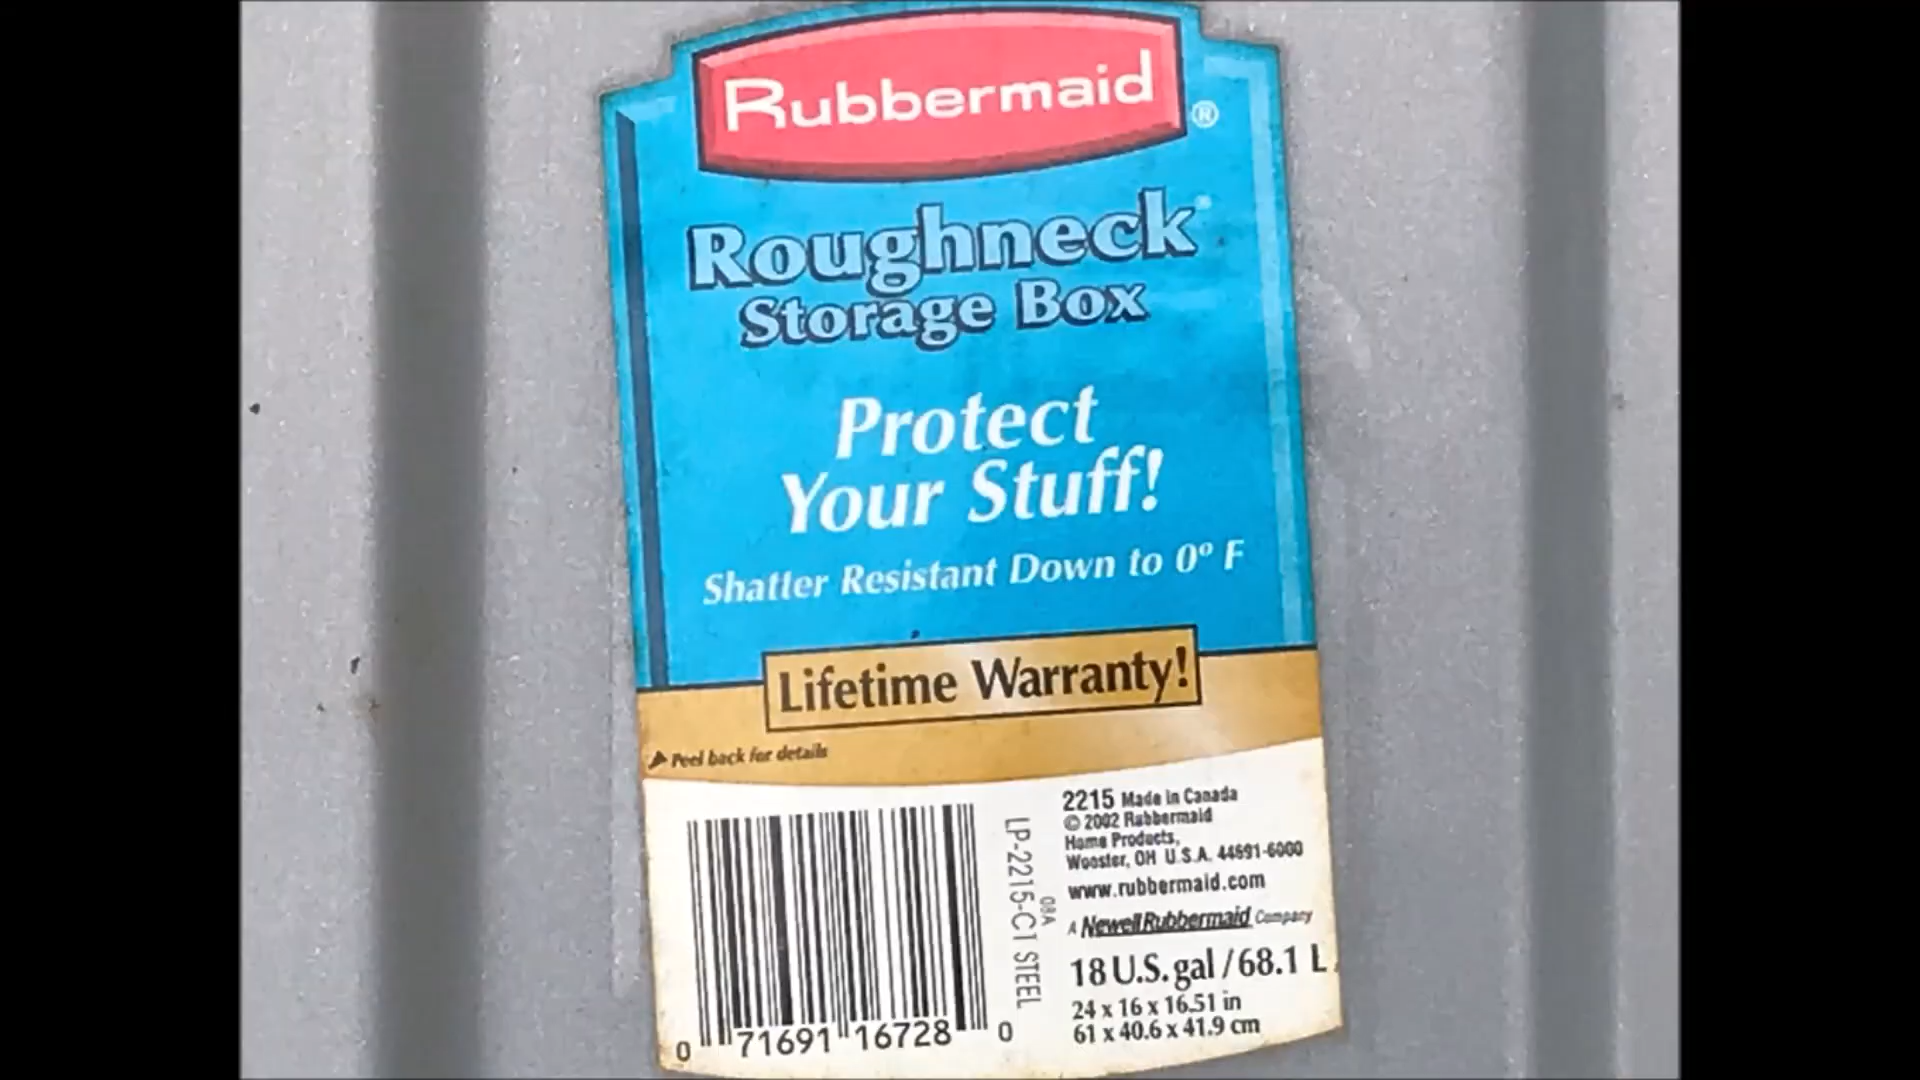 Rubbermaid®
Roughneck®
Storage Box
Protect
Your Stuff!
Shatter Resistant Down to 0° F
Lifetime Warranty!
Peel back for details
2215 Made in Canada
© 2002 Rubbermaid
Home Products,
Wooster, OH U.S.A. 44691-6000
www.rubbermaid.com
A Newell Rubbermaid Company
18 U.S. gal / 68.1 L
24 x 16 x 16.51 in
61 x 40.6 x 41.9 cm
LP-2215-CT STEEL
08A
0 71691 16728 0